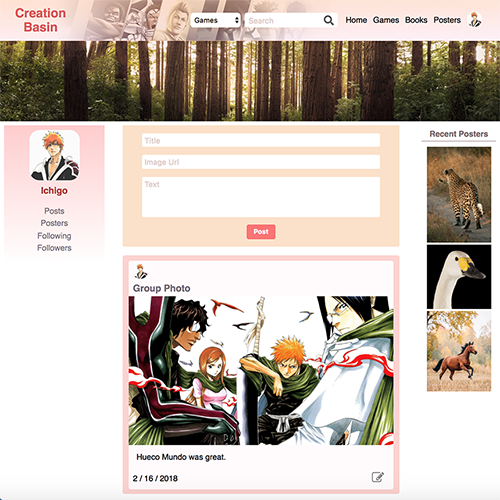 Creation
Basin
Games
Search
Home Games Books Posters
Ichigo
Posts
Posters
Following
Followers
Title
Image Url
Text
Post
Group Photo
Hueco Mundo was great.
2 / 16 / 2018
Recent Posters